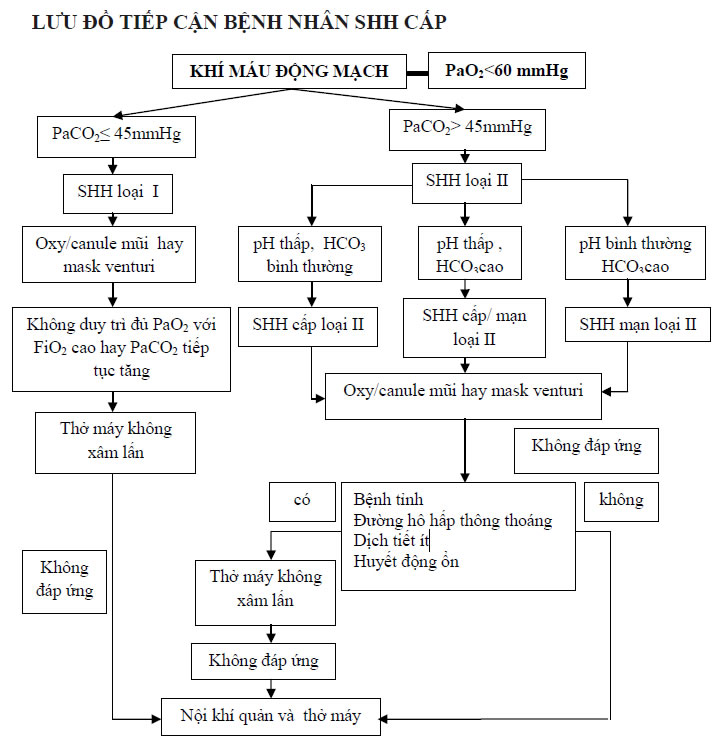 LƯU ĐỒ TIẾP CẬN BỆNH NHÂN SHH CẤP
KHÍ MÁU ĐỘNG MẠCH
PaO₂<60 mmHg
PaCO₂≤ 45mmHg
PaCO₂> 45mmHg
SHH loại I
SHH loại II
Oxy/canule mũi hay
mask venturi
pH thấp, HCO₃
bình thường
pH thấp ,
HCO₃cao
pH bình thường
HCO₃cao
Không duy trì đủ PaO₂ với
FiO₂ cao hay PaCO₂ tiếp
tục tăng
SHH cấp loại II
SHH cấp/ mạn
loại II
SHH mạn loại II
Oxy/canule mũi hay mask venturi
Thở máy không
xâm lấn
Không đáp ứng
có
Bệnh tỉnh
Đường hô hấp thông thoáng
Dịch tiết ít
Huyết động ổn
không
Không
đáp ứng
Thở máy không
xâm lấn
Không đáp ứng
Nội khí quản và thở máy